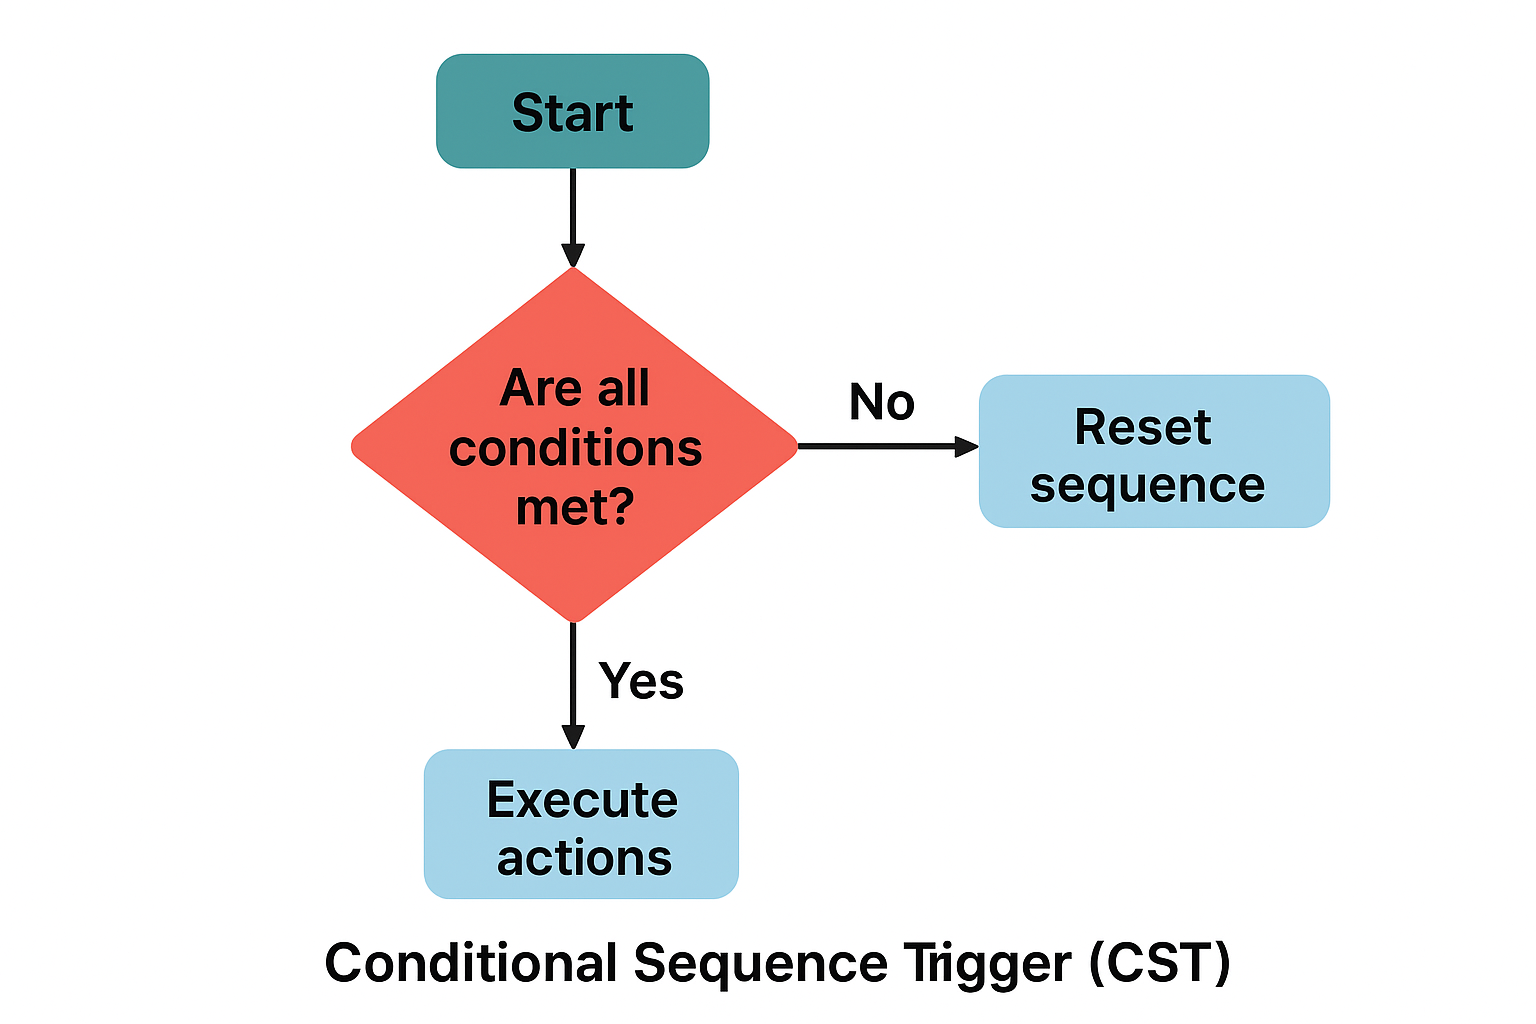 Start
Are all
conditions
met?
No
Reset
sequence
Yes
Execute
actions
Conditional Sequence Trigger (CST)